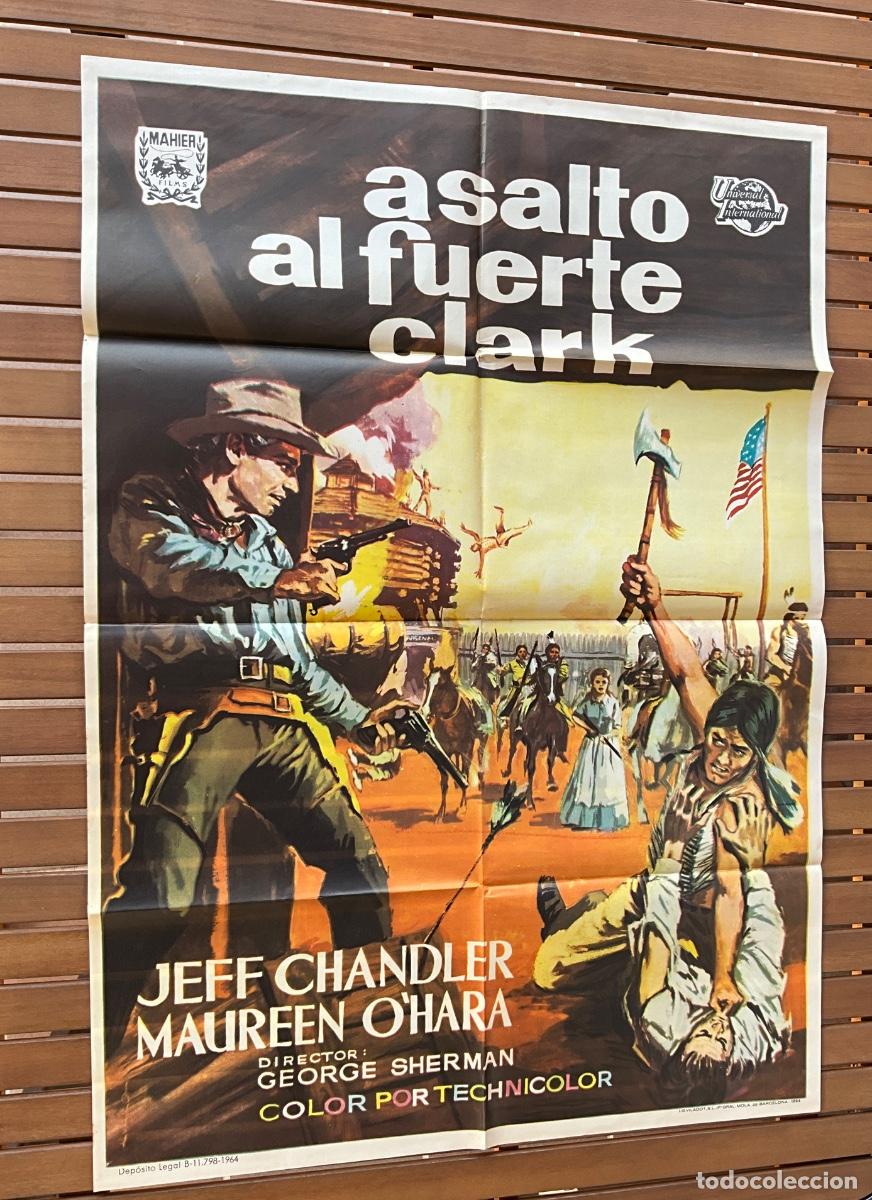 MAHIER
FILMS
Universal
International
asalto
al fuerte
clark
JEFF CHANDLER
MAUREEN O'HARA
DIRECTOR:
GEORGE SHERMAN
COLOR POR TECHNICOLOR
Depósito Legal B-11.798-1964
todocoleccion